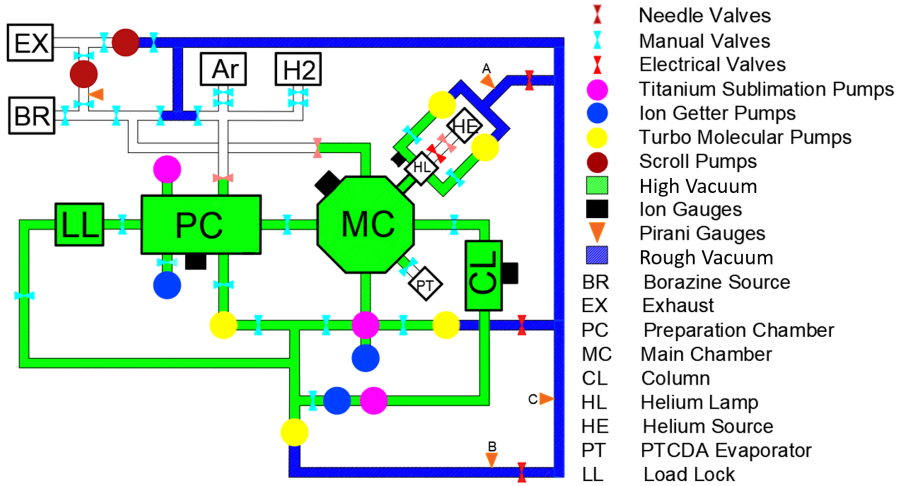 EX
Ar
H2
A
BR
HE
HL
LL
PC
MC
CL
PT
C
B
Needle Valves
Manual Valves
Electrical Valves
Titanium Sublimation Pumps
Ion Getter Pumps
Turbo Molecular Pumps
Scroll Pumps
High Vacuum
Ion Gauges
Pirani Gauges
Rough Vacuum
BR Borazine Source
EX Exhaust
PC Preparation Chamber
MC Main Chamber
CL Column
HL Helium Lamp
HE Helium Source
PT PTCDA Evaporator
LL Load Lock